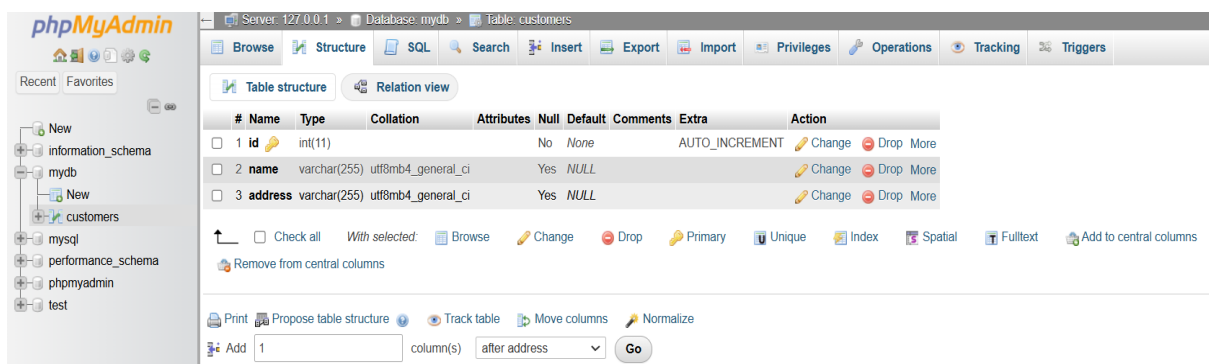 phpMyAdmin
Recent Favorites
New
information_schema
mydb
New
customers
mysql
performance_schema
phpmyadmin
test
Server: 127.0.0.1 » Database: mydb » Table: customers
Browse Structure SQL Search Insert Export Import Privileges Operations Tracking Triggers
Table structure Relation view
# Name Type Collation Attributes Null Default Comments Extra Action
1 id int(11) No None AUTO_INCREMENT Change Drop More
2 name varchar(255) utf8mb4_general_ci Yes NULL Change Drop More
3 address varchar(255) utf8mb4_general_ci Yes NULL Change Drop More
Check all With selected: Browse Change Drop Primary Unique Index Spatial Fulltext Add to central columns
Remove from central columns
Print Propose table structure Track table Move columns Normalize
Add 1 column(s) after address Go